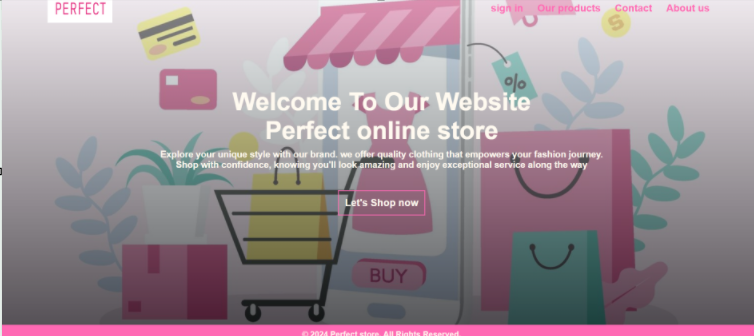 PERFECT
sign in Our products Contact About us
Welcome To Our Website
Perfect online store
Explore your unique style with our brand. we offer quality clothing that empowers your fashion journey.
Shop with confidence, knowing you'll look amazing and enjoy exceptional service along the way
Let's Shop now
BUY
© 2024 Perfect store. All Rights Reserved.